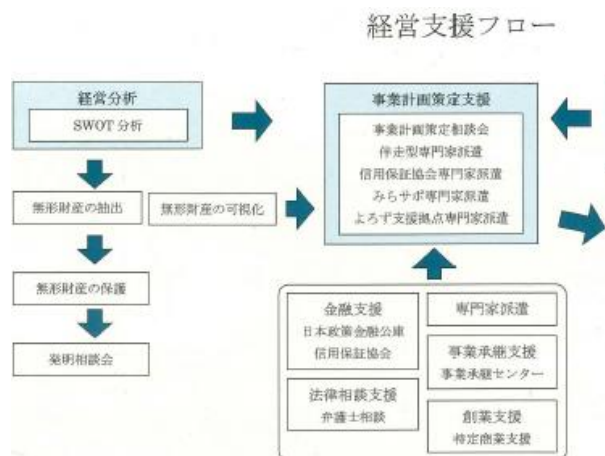 経営支援フロー
経営分析
SWOT 分析
無形財産の抽出
無形財産の可視化
無形財産の保護
発明相談会
事業計画策定支援
事業計画策定相談会
伴走型専門家派遣
信用保証協会専門家派遣
みらサポ専門家派遣
よろず支援拠点専門家派遣
金融支援
日本政策金融公庫
信用保証協会
法律相談支援
弁護士相談
専門家派遣
事業承継支援
事業承継センター
創業支援
特定商業支援